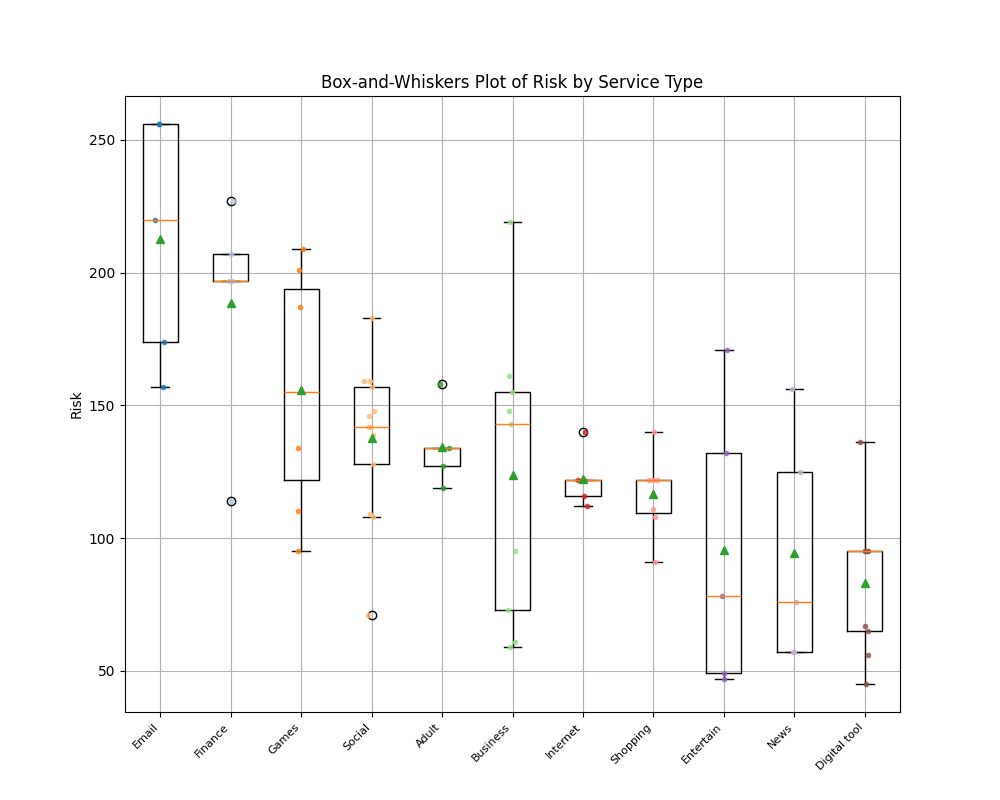 Box-and-Whiskers Plot of Risk by Service Type
250
200
150
100
50
Risk
Email
Finance
Games
Social
Adult
Business
Internet
Shopping
Entertain
News
Digital tool